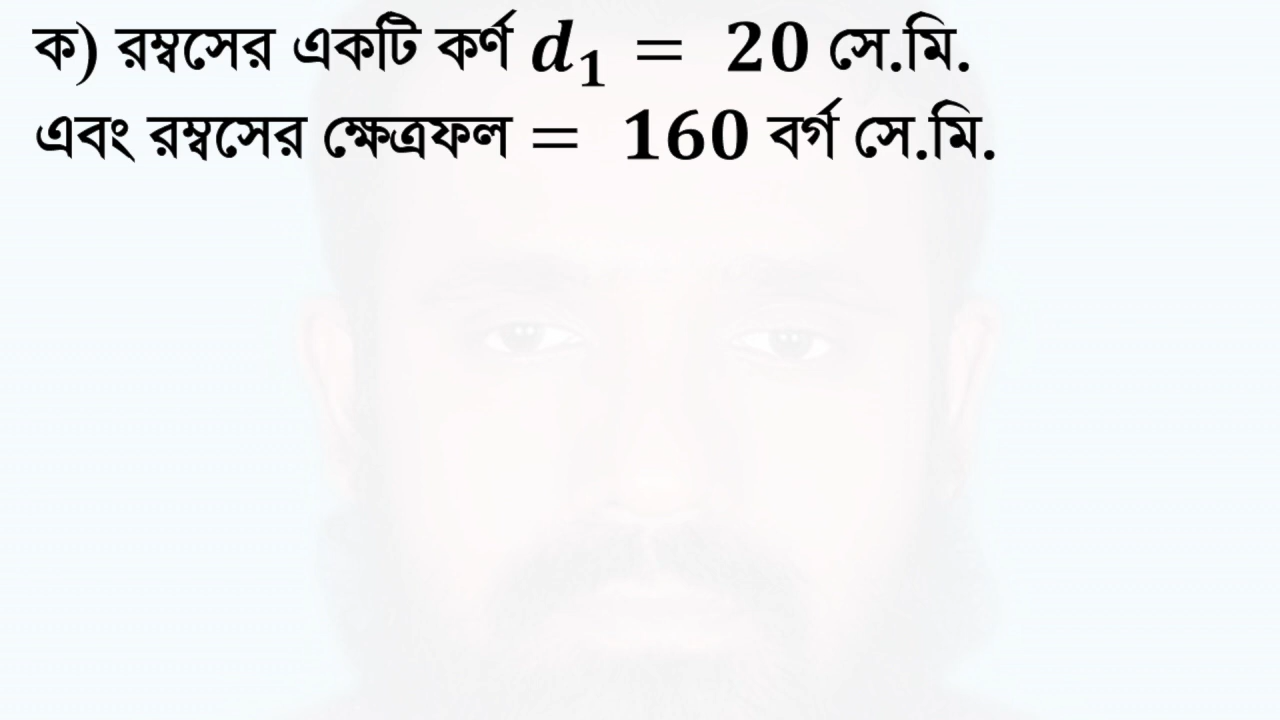 ক) রম্বসের একটি কর্ণ d₁ = 20 সে.মি.
এবং রম্বসের ক্ষেত্রফল = 160 বর্গ সে.মি.